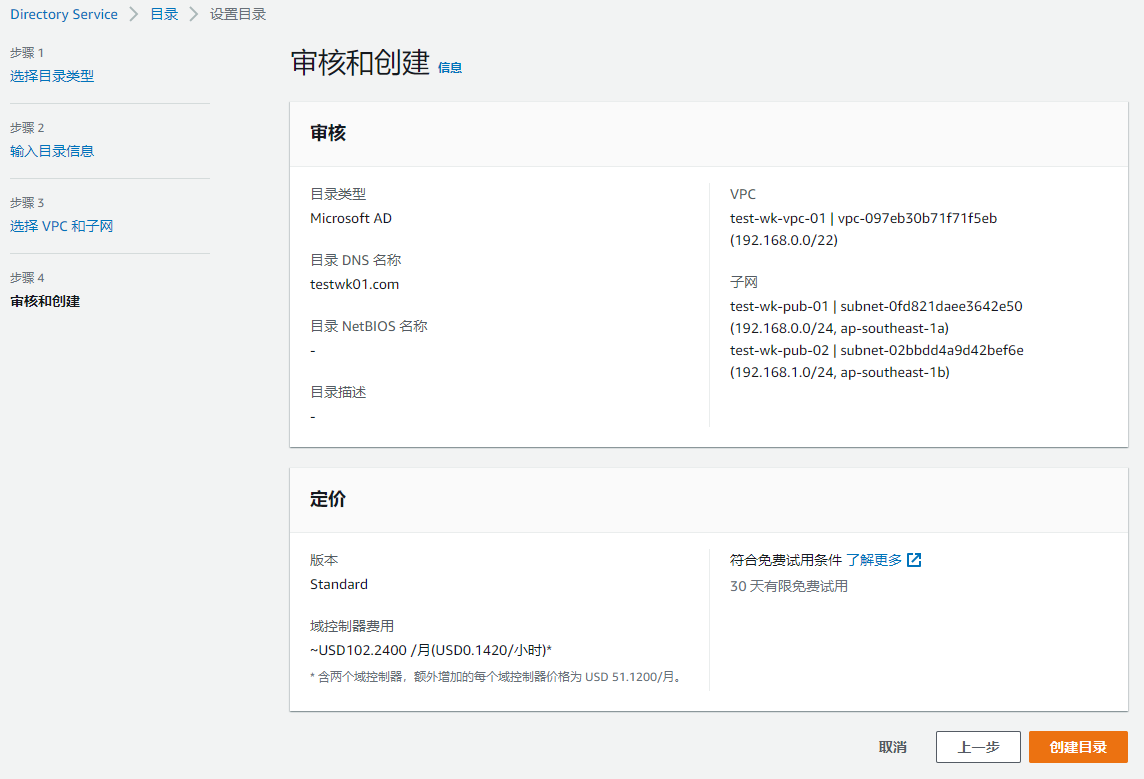 Directory Service > 目录 > 设置目录
步骤 1
选择目录类型
步骤 2
输入目录信息
步骤 3
选择 VPC 和子网
步骤 4
审核和创建
审核和创建 信息
审核
目录类型
Microsoft AD
目录 DNS 名称
testwk01.com
目录 NetBIOS 名称
-
目录描述
-
VPC
test-wk-vpc-01 | vpc-097eb30b71f71f5eb
(192.168.0.0/22)
子网
test-wk-pub-01 | subnet-0fd821daee3642e50
(192.168.0.0/24, ap-southeast-1a)
test-wk-pub-02 | subnet-02bbdd4a9d42bef6e
(192.168.1.0/24, ap-southeast-1b)
定价
版本
Standard
域控制器费用
~USD102.2400 /月(USD0.1420/小时)*
* 含两个域控制器，额外增加的每个域控制器价格为 USD 51.1200/月。
符合免费试用条件 了解更多
30 天有限免费试用
取消 上一步 创建目录